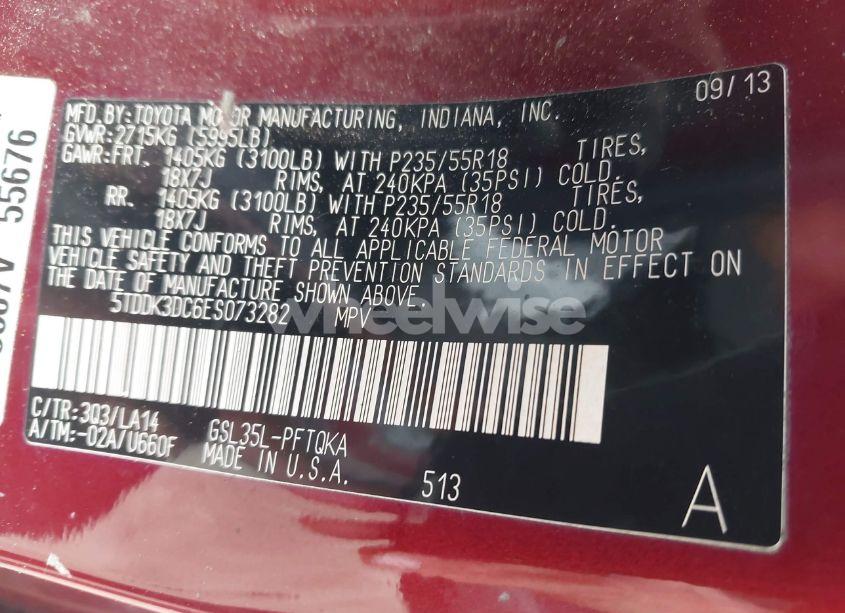 09/13
MFD.BY:TOYOTA MOTOR MANUFACTURING, INDIANA, INC.
GVWR:2715KG (5995LB)
GAWR:FRT. 1405KG (3100LB) WITH P235/55R18 TIRES,
18X7J RIMS, AT 240KPA (35PSI) COLD.
RR. 1405KG (3100LB) WITH P235/55R18 TIRES,
18X7J RIMS, AT 240KPA (35PSI) COLD.
THIS VEHICLE CONFORMS TO ALL APPLICABLE FEDERAL MOTOR
VEHICLE SAFETY AND THEFT PREVENTION STANDARDS IN EFFECT ON
THE DATE OF MANUFACTURE SHOWN ABOVE.
5TDDK3DC6ES073282 MPV
wheelwise
C/TR:3Q3/LA14
A/TM:-02A/U660F
GSL35L-PFTQKA
MADE IN U.S.A.
513
A
55676